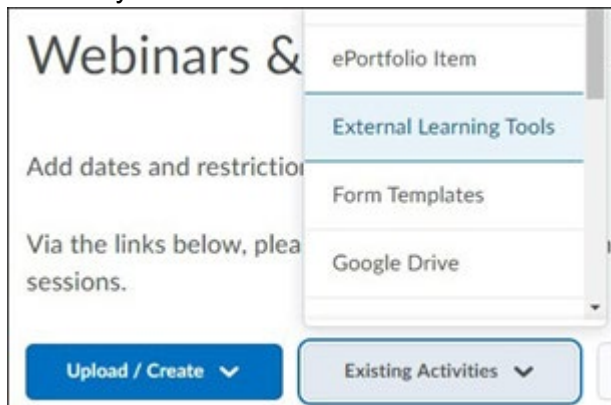 Webinars &
ePortfolio Item
External Learning Tools
Add dates and restriction
Form Templates
Via the links below, plea
Google Drive
sessions.
Upload / Create
Existing Activities